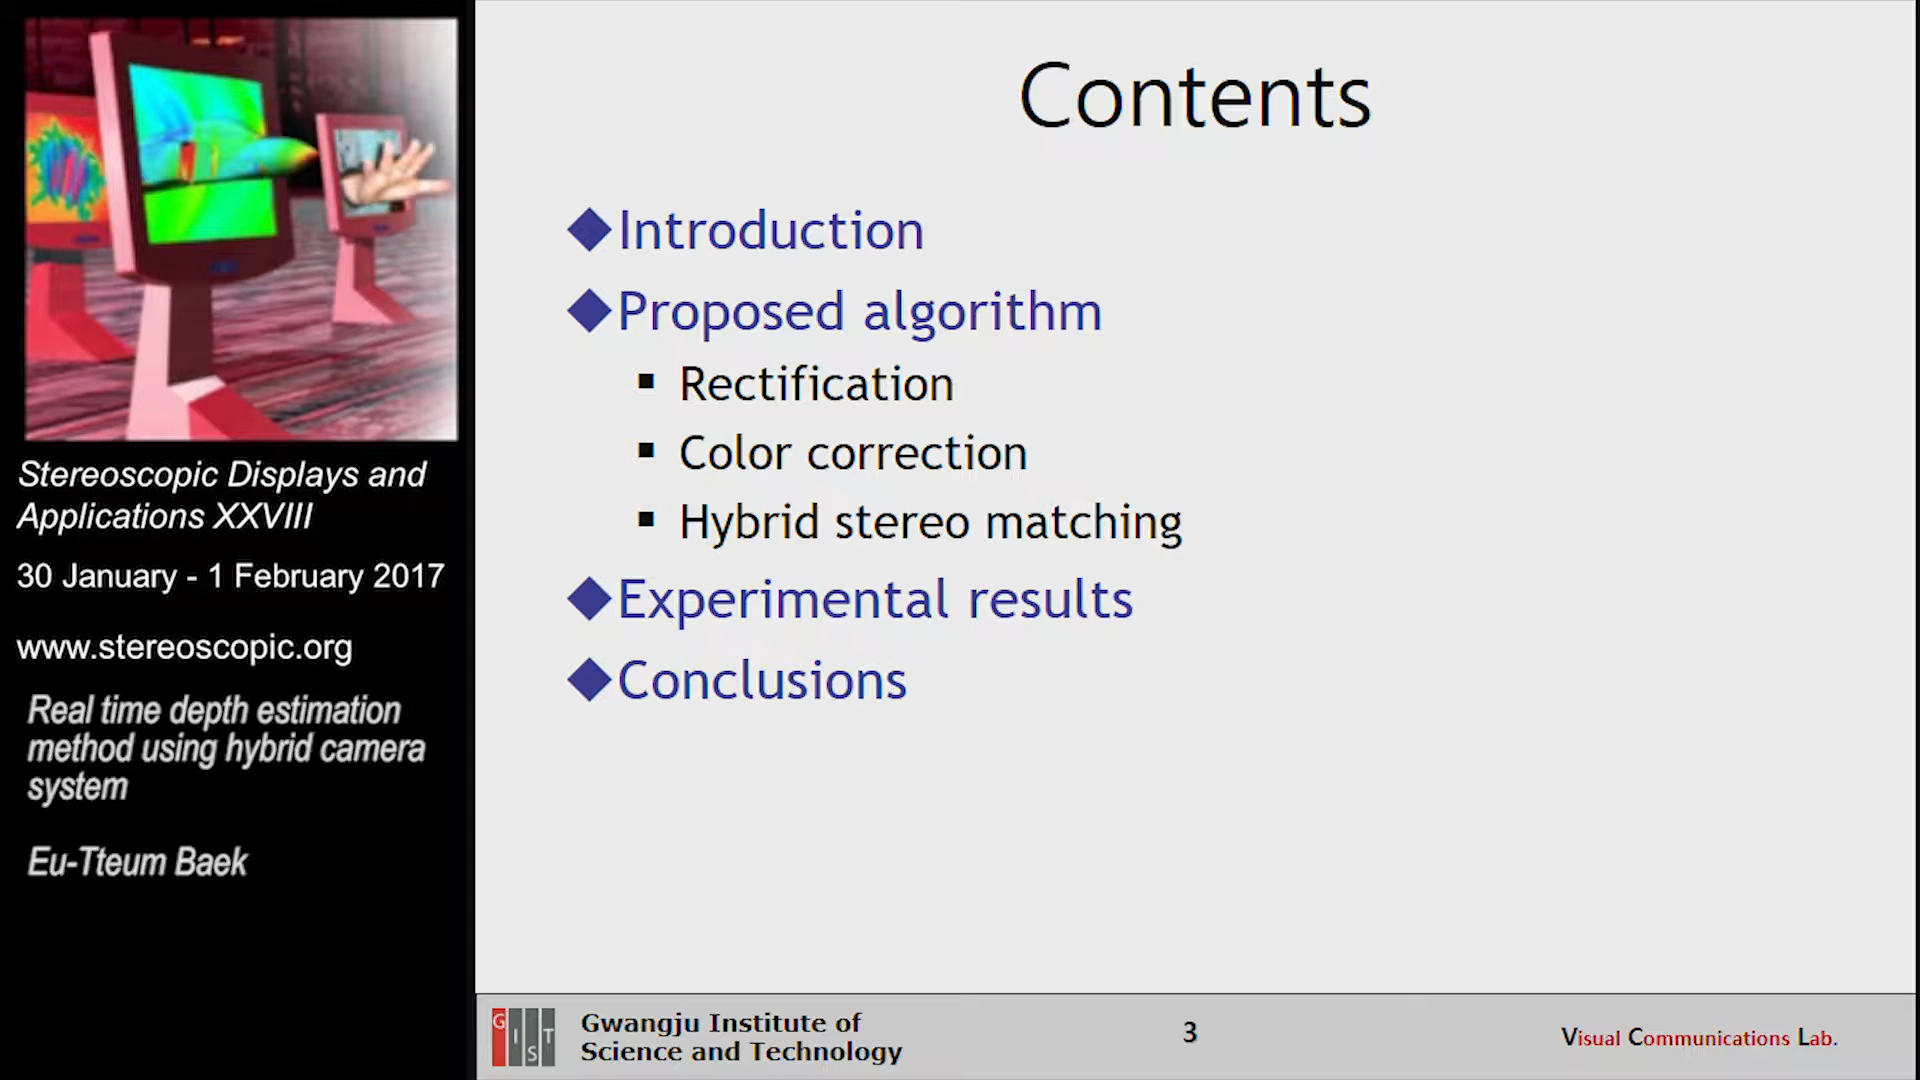 Stereoscopic Displays and
Applications XXVIII
30 January - 1 February 2017
www.stereoscopic.org
Real time depth estimation
method using hybrid camera
system
Eu-Tteum Baek
Contents
Introduction
Proposed algorithm
Rectification
Color correction
Hybrid stereo matching
Experimental results
Conclusions
GIST
Gwangju Institute of
Science and Technology
3
Visual Communications Lab.